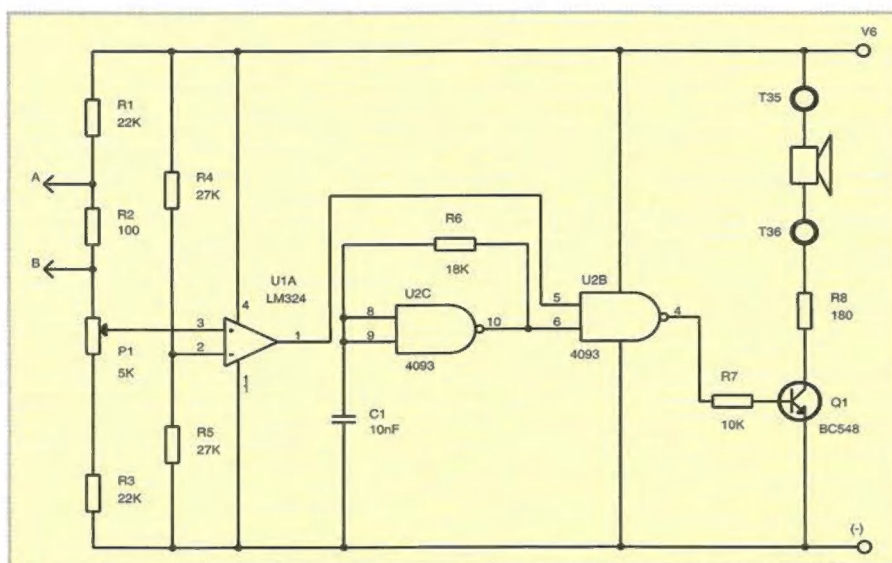 V6
R1
22K
T35
A
R4
27K
R2
100
R6
T36
B
18K
U1A
LM324
U2C
U2B
4
5
R8
180
3
8
10
4
1
6
2
9
P1
5K
4093
4093
R7
Q1
1
1
C1
10nF
10K
BC548
R5
27K
R3
22K
(-)